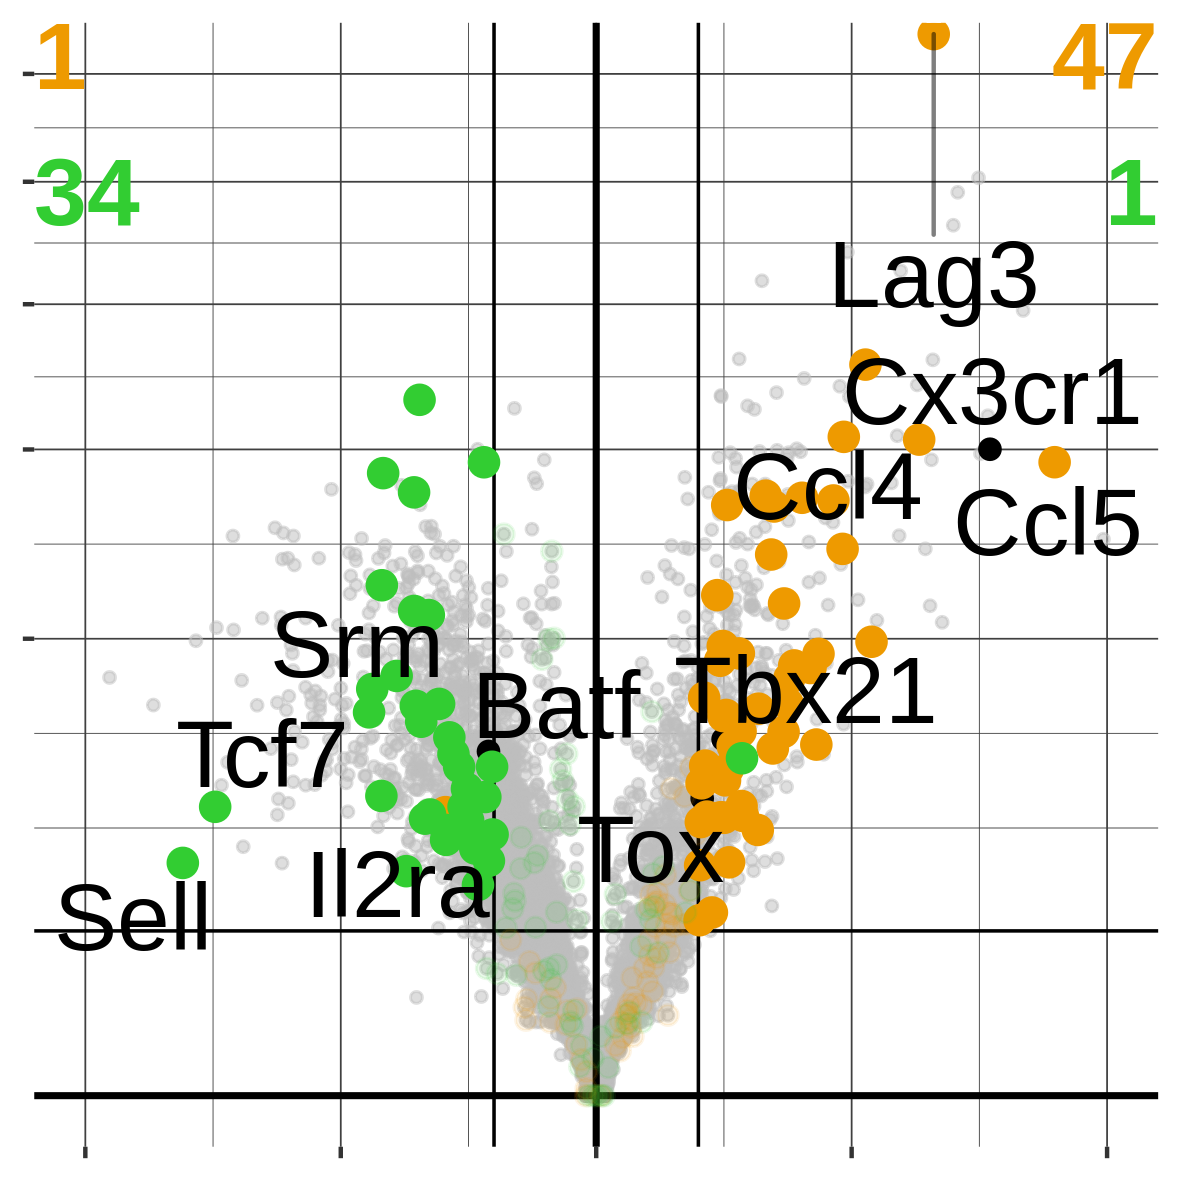 1
47
34
1
Lag3
Cx3cr1
Ccl4
Ccl5
Srm
Batf
Tbx21
Tcf7
Tox
Il2ra
Sell